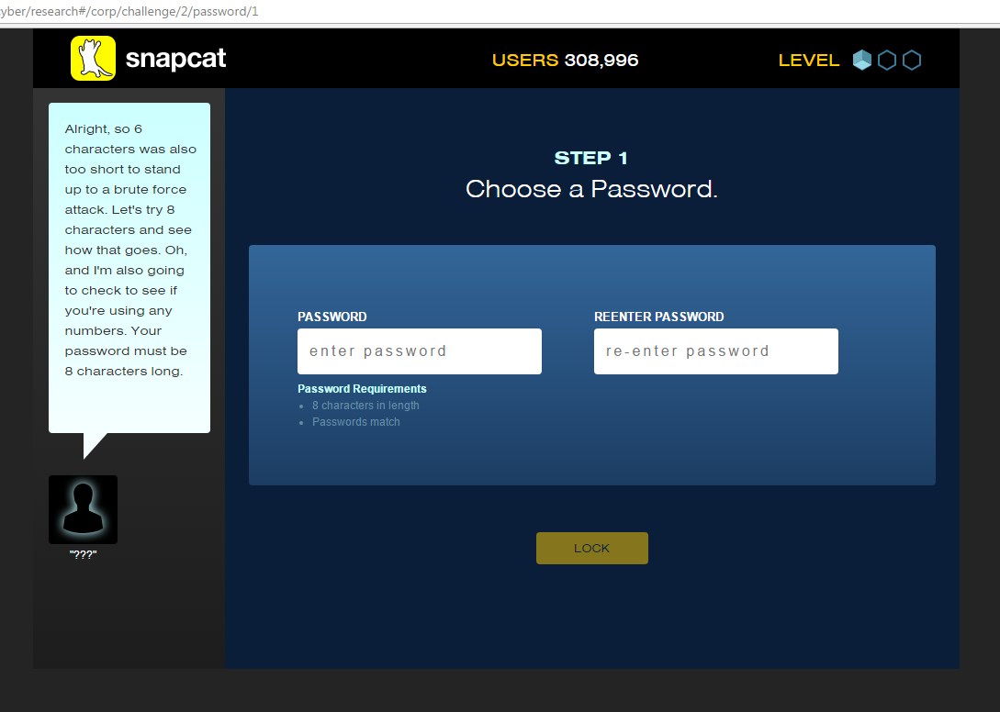 cyber/research#/corp/challenge/2/password/1
snapcat
USERS 308,996
LEVEL
Alright, so 6
characters was also
too short to stand
up to a brute force
attack. Let's try 8
characters and see
how that goes. Oh,
and I'm also going
to check to see if
you're using any
numbers. Your
password must be
8 characters long.
"???"
STEP 1
Choose a Password.
PASSWORD
enter password
Password Requirements
• 8 characters in length
• Passwords match
REENTER PASSWORD
re-enter password
LOCK